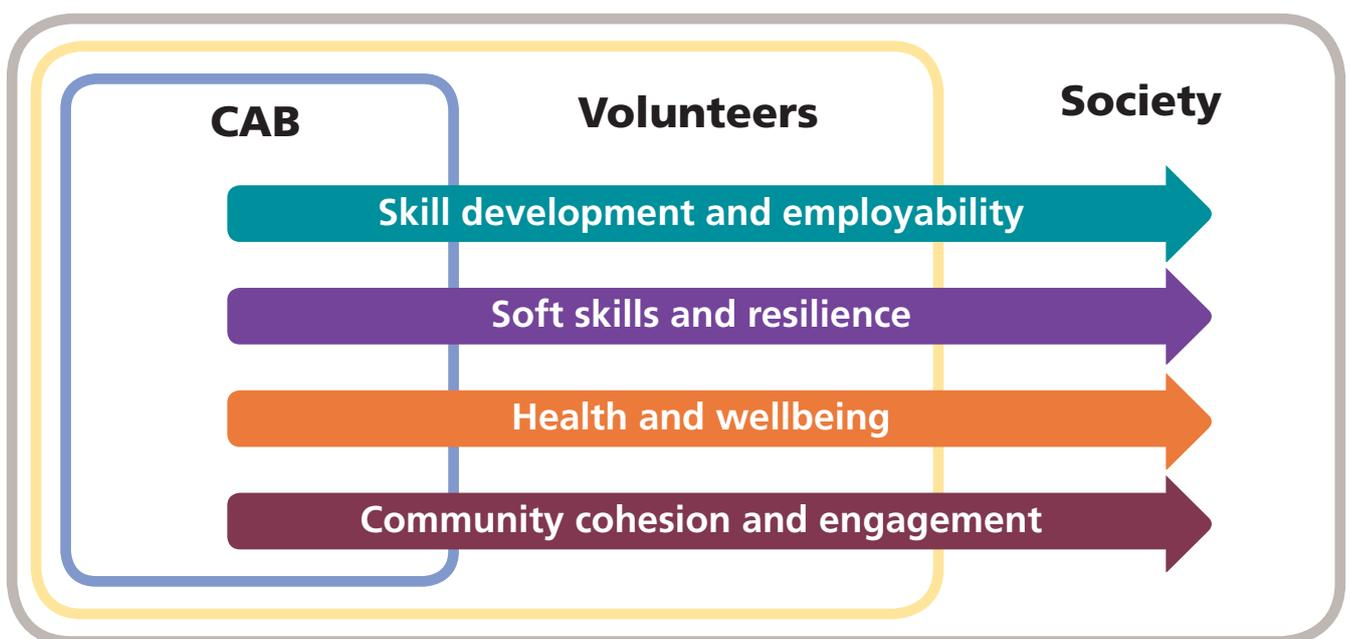 CAB
Volunteers
Society
Skill development and employability
Soft skills and resilience
Health and wellbeing
Community cohesion and engagement